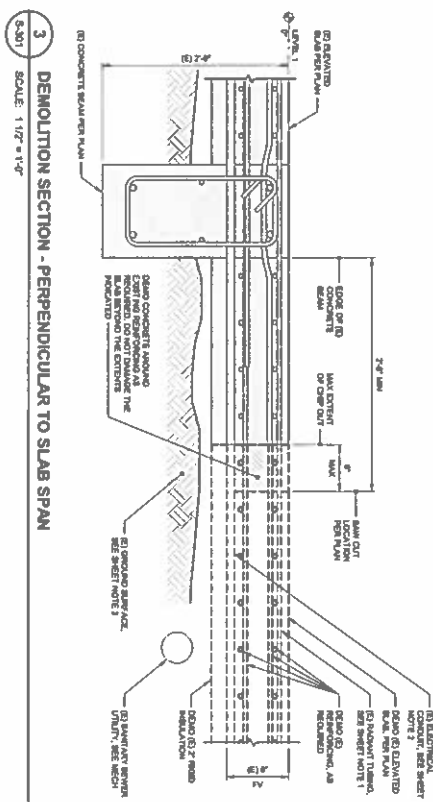 (E) ELEVATED
SLAB PER PLAN
LEVEL 1
(E) 2'-6"
(E) CONCRETE BEAM PER PLAN
EDGE OF (E)
CONCRETE
BEAM
2'-6" MIN
MAX EXTENT
OF CHIP OUT
6"
MAX
SAW CUT
LOCATION
PER PLAN
(E) ELECTRICAL
CONDUIT, SEE SHEET
NOTE 2
DEMO (E) ELEVATED
SLAB, PER PLAN
(E) RADIANT TUBING,
SEE SHEET NOTE 1
DEMO (E)
REINFORCING, AS
REQUIRED
(E) 8"
FV
DEMO (E) 2" RIGID
INSULATION
DEMO CONCRETE AROUND
EXISTING REINFORCING AS
REQUIRED. DO NOT DAMAGE THE
SLAB BEYOND THE EXTENTS
INDICATED
(E) GROUND SURFACE,
SEE SHEET NOTE 3
(E) SANITARY SEWER
UTILITY, SEE MECH
3
S-301
DEMOLITION SECTION - PERPENDICULAR TO SLAB SPAN
SCALE: 1 1/2" = 1'-0"